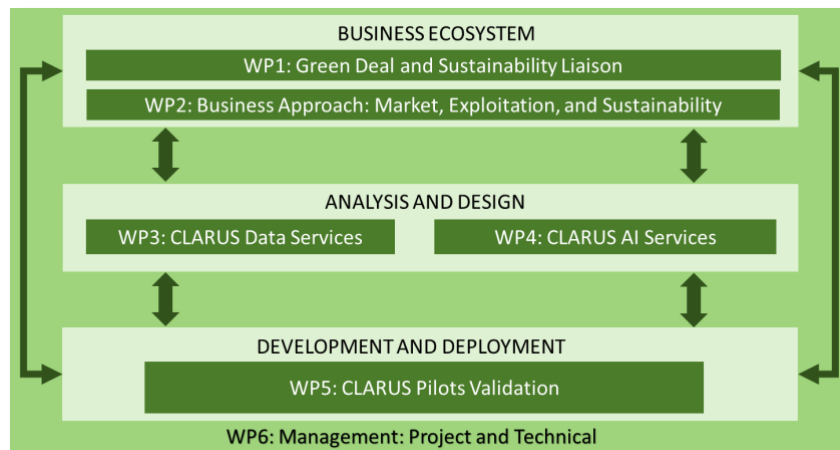 BUSINESS ECOSYSTEM
WP1: Green Deal and Sustainability Liaison
WP2: Business Approach: Market, Exploitation, and Sustainability
ANALYSIS AND DESIGN
WP3: CLARUS Data Services
WP4: CLARUS AI Services
DEVELOPMENT AND DEPLOYMENT
WP5: CLARUS Pilots Validation
WP6: Management: Project and Technical